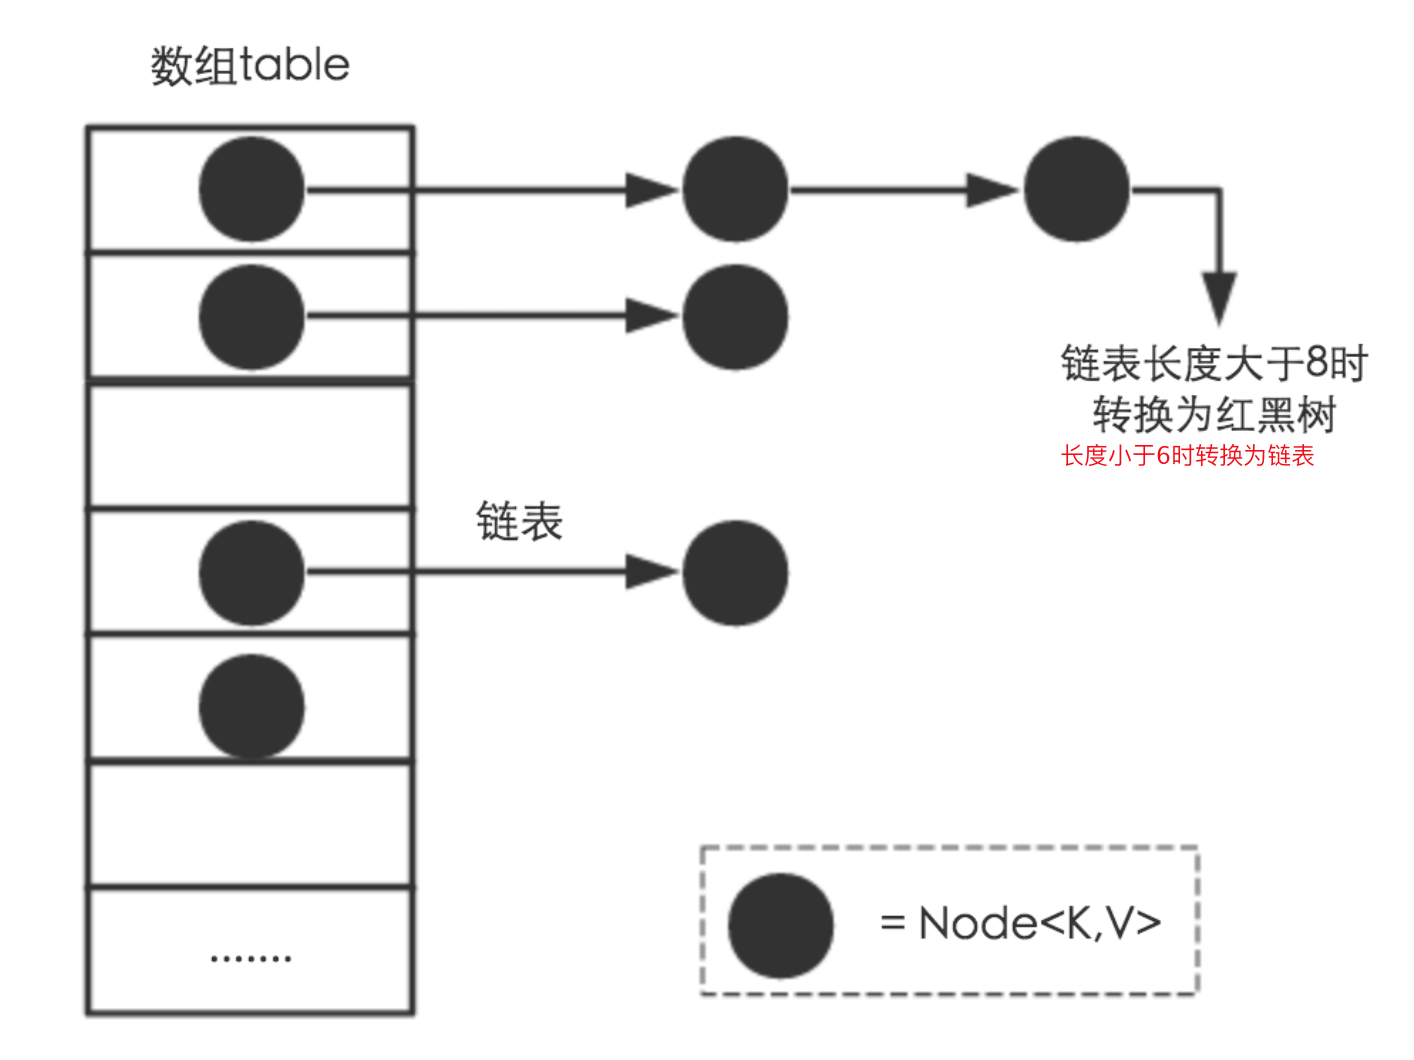 数组table
链表长度大于8时
转换为红黑树
长度小于6时转换为链表
链表
= Node<K,V>
.......